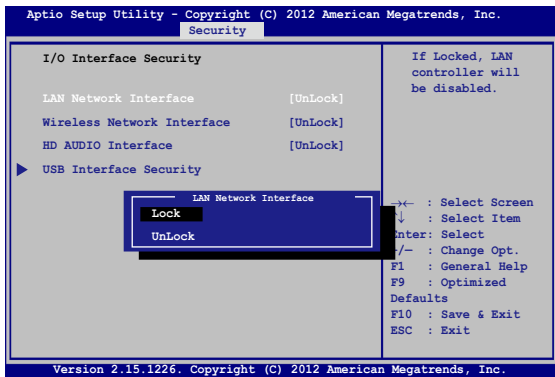 Aptio Setup Utility - Copyright (C) 2012 American Megatrends, Inc.
Security
I/O Interface Security
LAN Network Interface [UnLock]
Wireless Network Interface [UnLock]
HD AUDIO Interface [UnLock]
USB Interface Security
LAN Network Interface
Lock
UnLock
If Locked, LAN
controller will
be disabled.
→← : Select Screen
↑↓ : Select Item
Enter: Select
+/— : Change Opt.
F1 : General Help
F9 : Optimized
Defaults
F10 : Save & Exit
ESC : Exit
Version 2.15.1226. Copyright (C) 2012 American Megatrends, Inc.